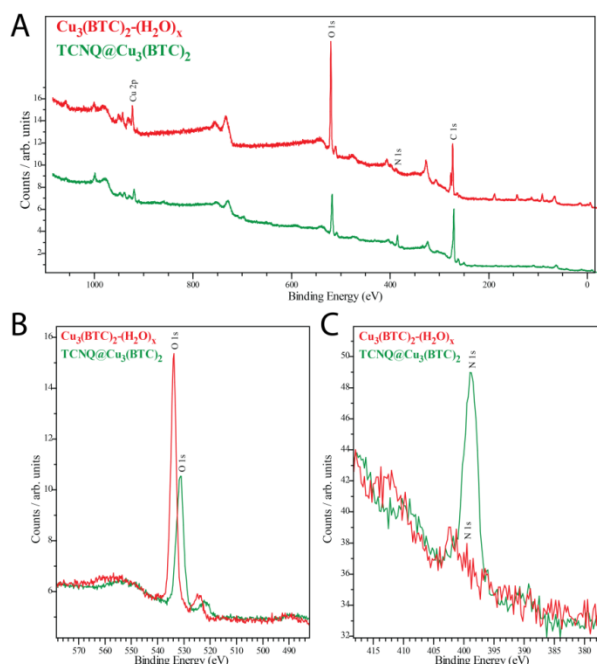 A
Cu₃(BTC)₂-(H₂O)ₓ
TCNQ@Cu₃(BTC)₂
Cu 2p
O 1s
N 1s
C 1s
16
14
12
10
8
6
4
2
Counts / arb. units
1000
800
600
400
200
0
Binding Energy (eV)
B
Cu₃(BTC)₂-(H₂O)ₓ
TCNQ@Cu₃(BTC)₂
O 1s
O 1s
16
14
12
10
8
6
Counts / arb. units
570
560
550
540
530
520
510
500
490
Binding Energy (eV)
C
Cu₃(BTC)₂-(H₂O)ₓ
TCNQ@Cu₃(BTC)₂
N 1s
N 1s
50
48
46
44
42
40
38
36
34
32
Counts / arb. units
415
410
405
400
395
390
385
380
Binding Energy (eV)